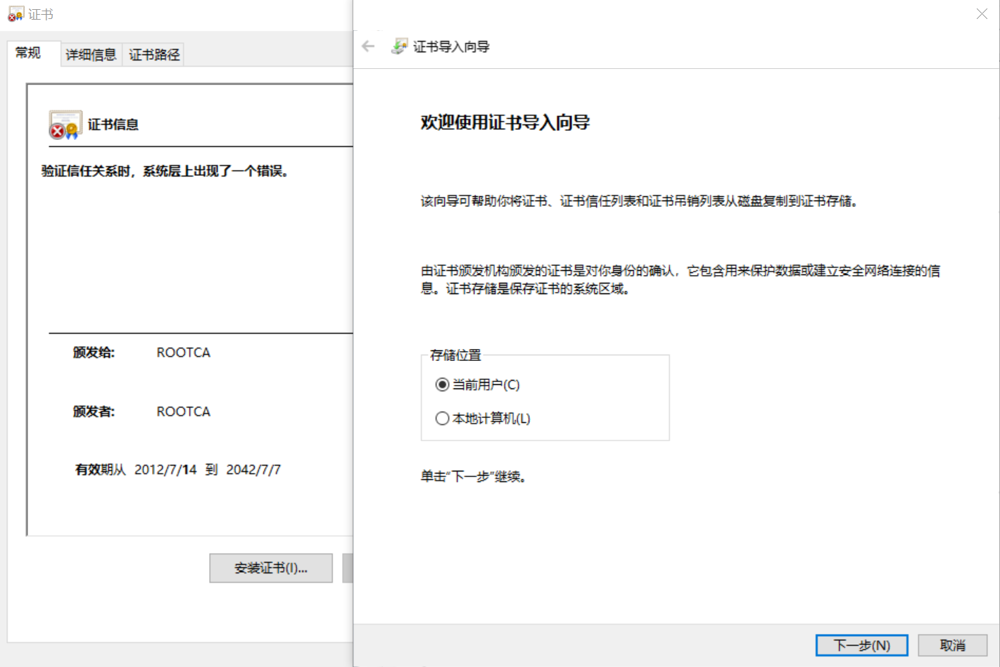 证书
常规
详细信息
证书路径
证书信息
验证信任关系时，系统层上出现了一个错误。
颁发给:
ROOTCA
颁发者:
ROOTCA
有效期从 2012/7/14 到 2042/7/7
安装证书(I)...
证书导入向导
欢迎使用证书导入向导
该向导可帮助你将证书、证书信任列表和证书吊销列表从磁盘复制到证书存储。
由证书颁发机构颁发的证书是对你身份的确认，它包含用来保护数据或建立安全网络连接的信
息。证书存储是保存证书的系统区域。
存储位置
当前用户(C)
本地计算机(L)
单击“下一步”继续。
下一步(N)
取消